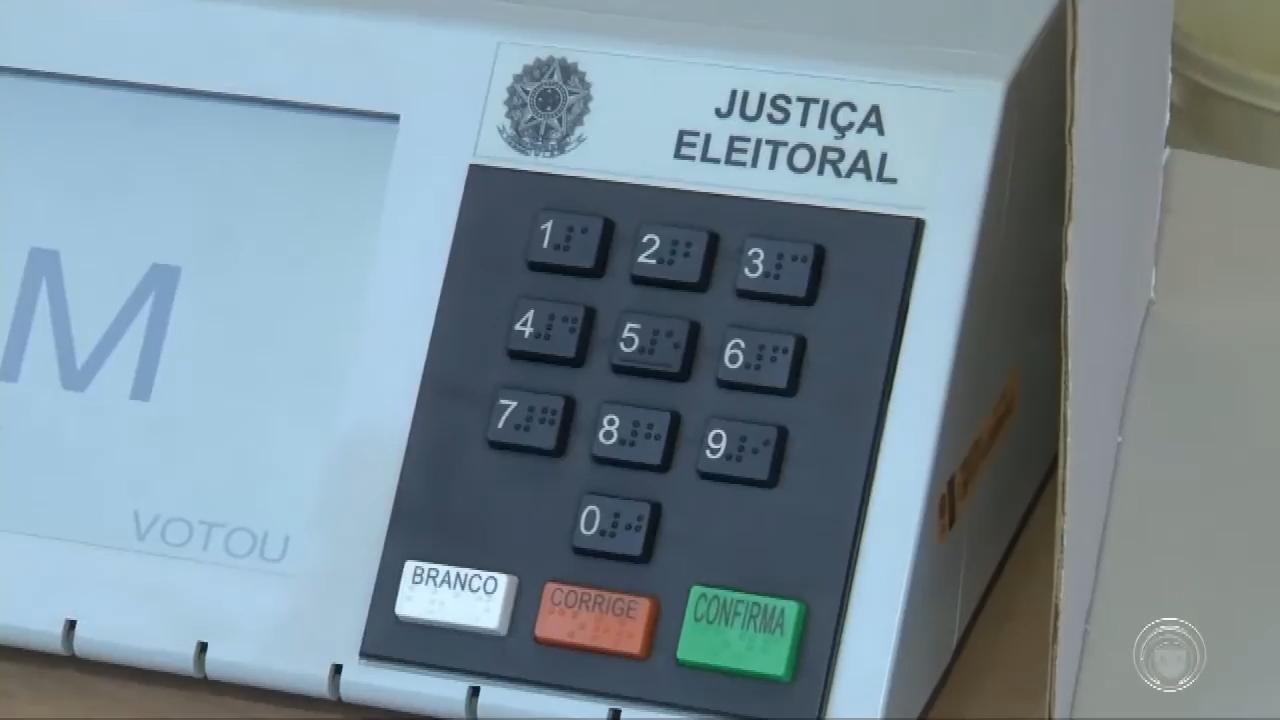 JUSTIÇA
ELEITORAL
1 2 3
4 5 6
7 8 9
0
M
VOTOU
BRANCO CORRIGE CONFIRMA